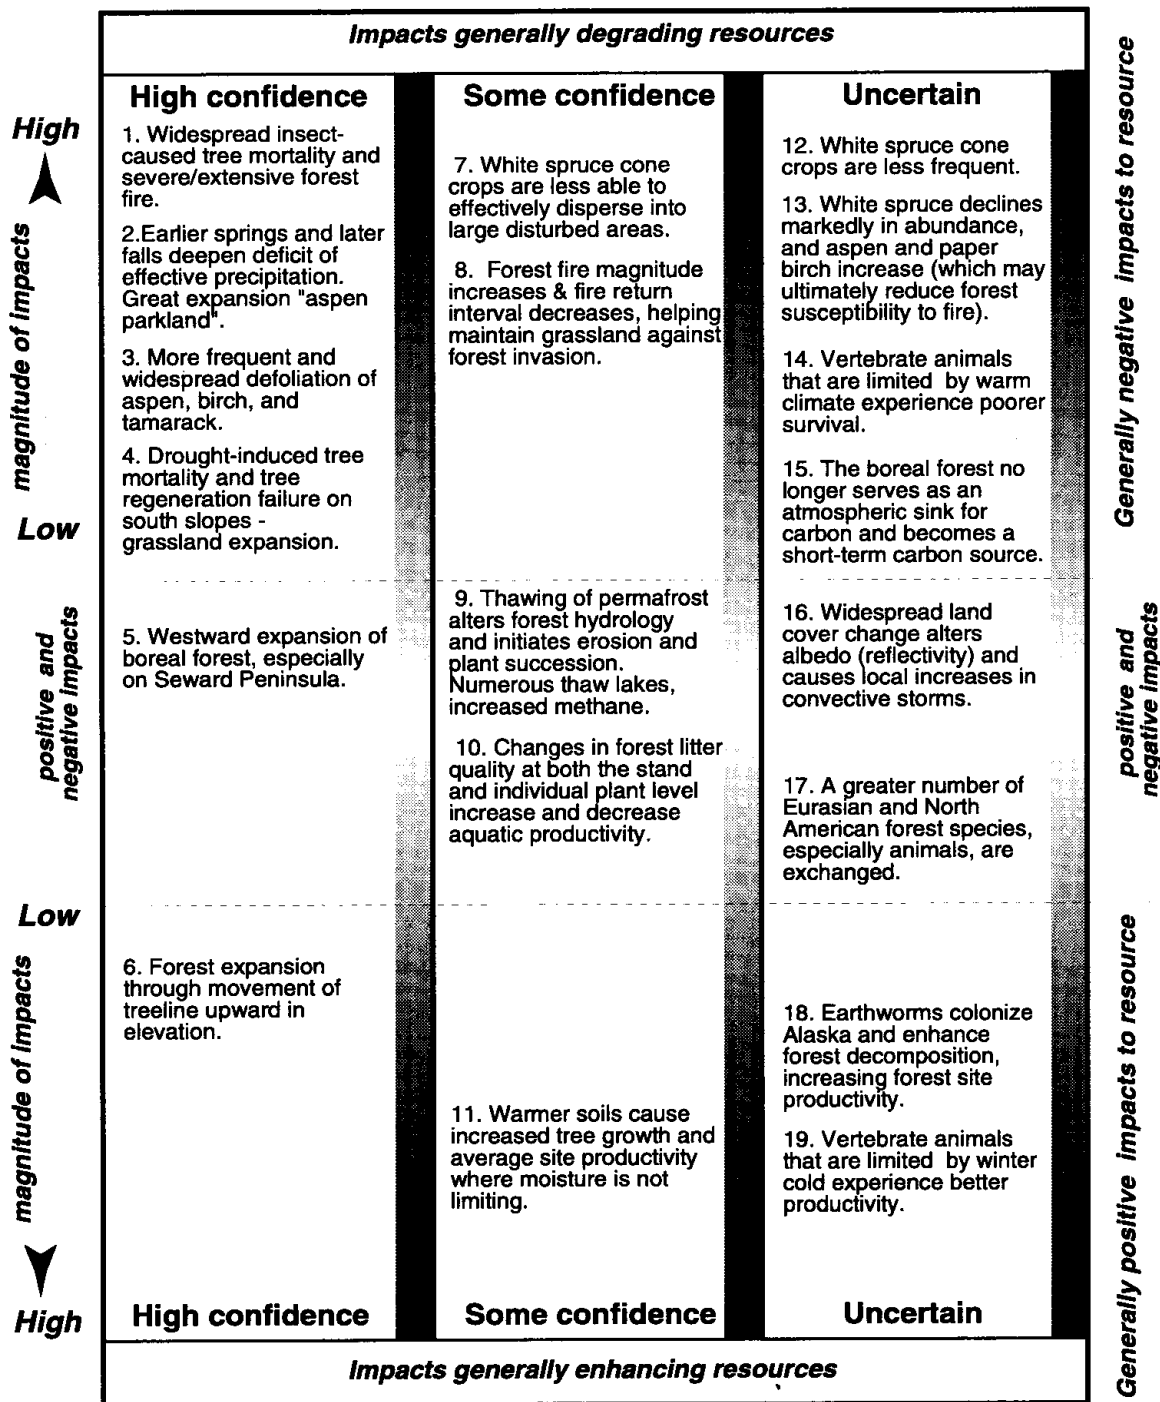 Impacts generally degrading resources
High confidence
1. Widespread insect-
caused tree mortality and
severe/extensive forest
fire.
2.Earlier springs and later
falls deepen deficit of
effective precipitation.
Great expansion "aspen
parkland".
3. More frequent and
widespread defoliation of
aspen, birch, and
tamarack.
4. Drought-induced tree
mortality and tree
regeneration failure on
south slopes -
grassland expansion.
5. Westward expansion of
boreal forest, especially
on Seward Peninsula.
6. Forest expansion
through movement of
treeline upward in
elevation.
High confidence
Some confidence
7. White spruce cone
crops are less able to
effectively disperse into
large disturbed areas.
8. Forest fire magnitude
increases & fire return
interval decreases, helping
maintain grassland against
forest invasion.
9. Thawing of permafrost
alters forest hydrology
and initiates erosion and
plant succession.
Numerous thaw lakes,
increased methane.
10. Changes in forest litter
quality at both the stand
and individual plant level
increase and decrease
aquatic productivity.
11. Warmer soils cause
increased tree growth and
average site productivity
where moisture is not
limiting.
Some confidence
Uncertain
12. White spruce cone
crops are less frequent.
13. White spruce declines
markedly in abundance,
and aspen and paper
birch increase (which may
ultimately reduce forest
susceptibility to fire).
14. Vertebrate animals
that are limited by warm
climate experience poorer
survival.
15. The boreal forest no
longer serves as an
atmospheric sink for
carbon and becomes a
short-term carbon source.
16. Widespread land
cover change alters
albedo (reflectivity) and
causes local increases in
convective storms.
17. A greater number of
Eurasian and North
American forest species,
especially animals, are
exchanged.
18. Earthworms colonize
Alaska and enhance
forest decomposition,
increasing forest site
productivity.
19. Vertebrate animals
that are limited by winter
cold experience better
productivity.
Uncertain
Impacts generally enhancing resources
High
magnitude of impacts
Low
positive and
negative impacts
Low
magnitude of impacts
High
Generally negative impacts to resource
positive and
negative impacts
Generally positive impacts to resource